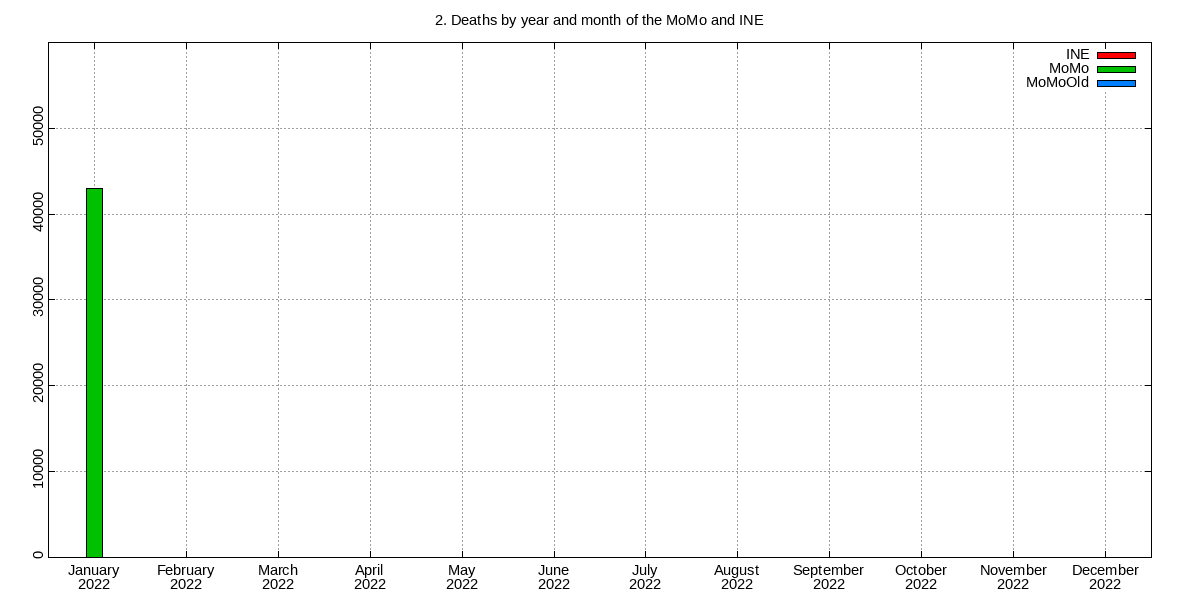 2. Deaths by year and month of the MoMo and INE
INE
MoMo
MoMoOld
50000
40000
30000
20000
10000
0
January February March April May June July August September October November December
2022 2022 2022 2022 2022 2022 2022 2022 2022 2022 2022 2022